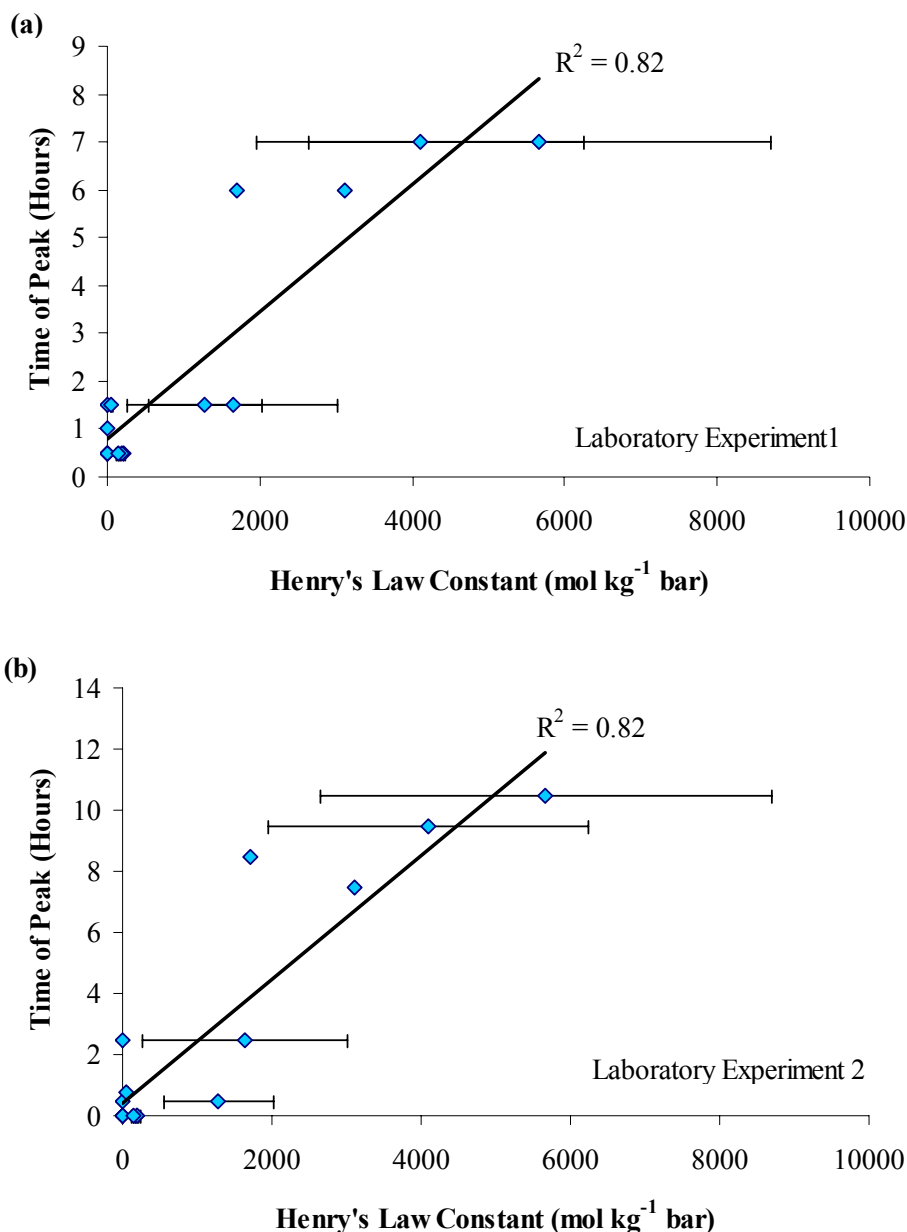 (a)
R² = 0.82
9
8
7
6
5
4
3
2
1
0
Time of Peak (Hours)
Laboratory Experiment1
0 2000 4000 6000 8000 10000
Henry's Law Constant (mol kg⁻¹ bar)
(b)
R² = 0.82
14
12
10
8
6
4
2
0
Time of Peak (Hours)
Laboratory Experiment 2
0 2000 4000 6000 8000 10000
Henry's Law Constant (mol kg⁻¹ bar)